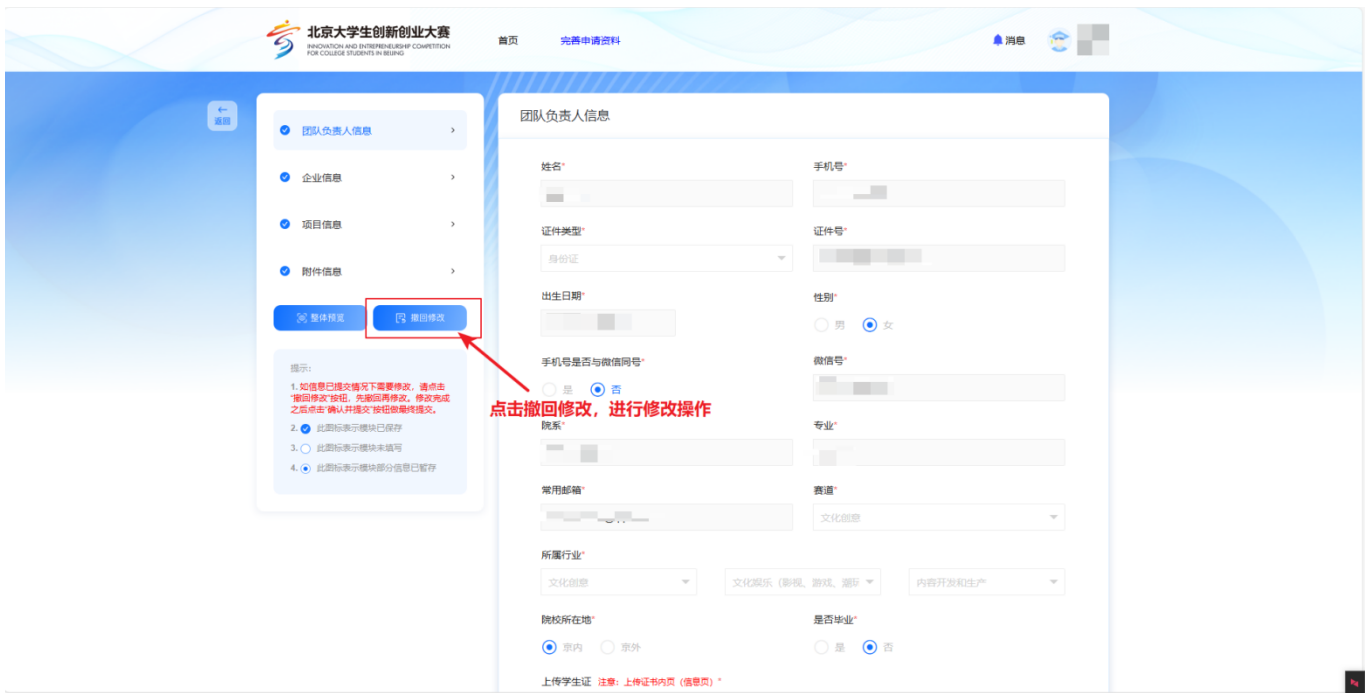 北京大学生创新创业大赛
INNOVATION AND ENTREPRENEURSHIP COMPETITION
FOR COLLEGE STUDENTS IN BEIJING
首页
完善申请资料
消息
返回
团队负责人信息
企业信息
项目信息
附件信息
整体预览
撤回修改
提示:
1. 如信息已提交情况下需要修改，请点击
“撤回修改”按钮，先撤回再修改。修改完成
之后点击“确认并提交”按钮做最终提交。
2. 此图标表示模块已保存
3. 此图标表示模块未填写
4. 此图标表示模块部分信息已暂存
点击撤回修改，进行修改操作
团队负责人信息
姓名*
手机号*
证件类型*
身份证
证件号*
出生日期*
性别*
男 女
手机号是否与微信同号*
是 否
微信号*
院系*
专业*
常用邮箱*
赛道*
文化创意
所属行业*
文化创意
文化娱乐（影视、游戏、潮玩
内容开发和生产
院校所在地*
京内 京外
是否毕业*
是 否
上传学生证 注意：上传证书内页（信息页）*